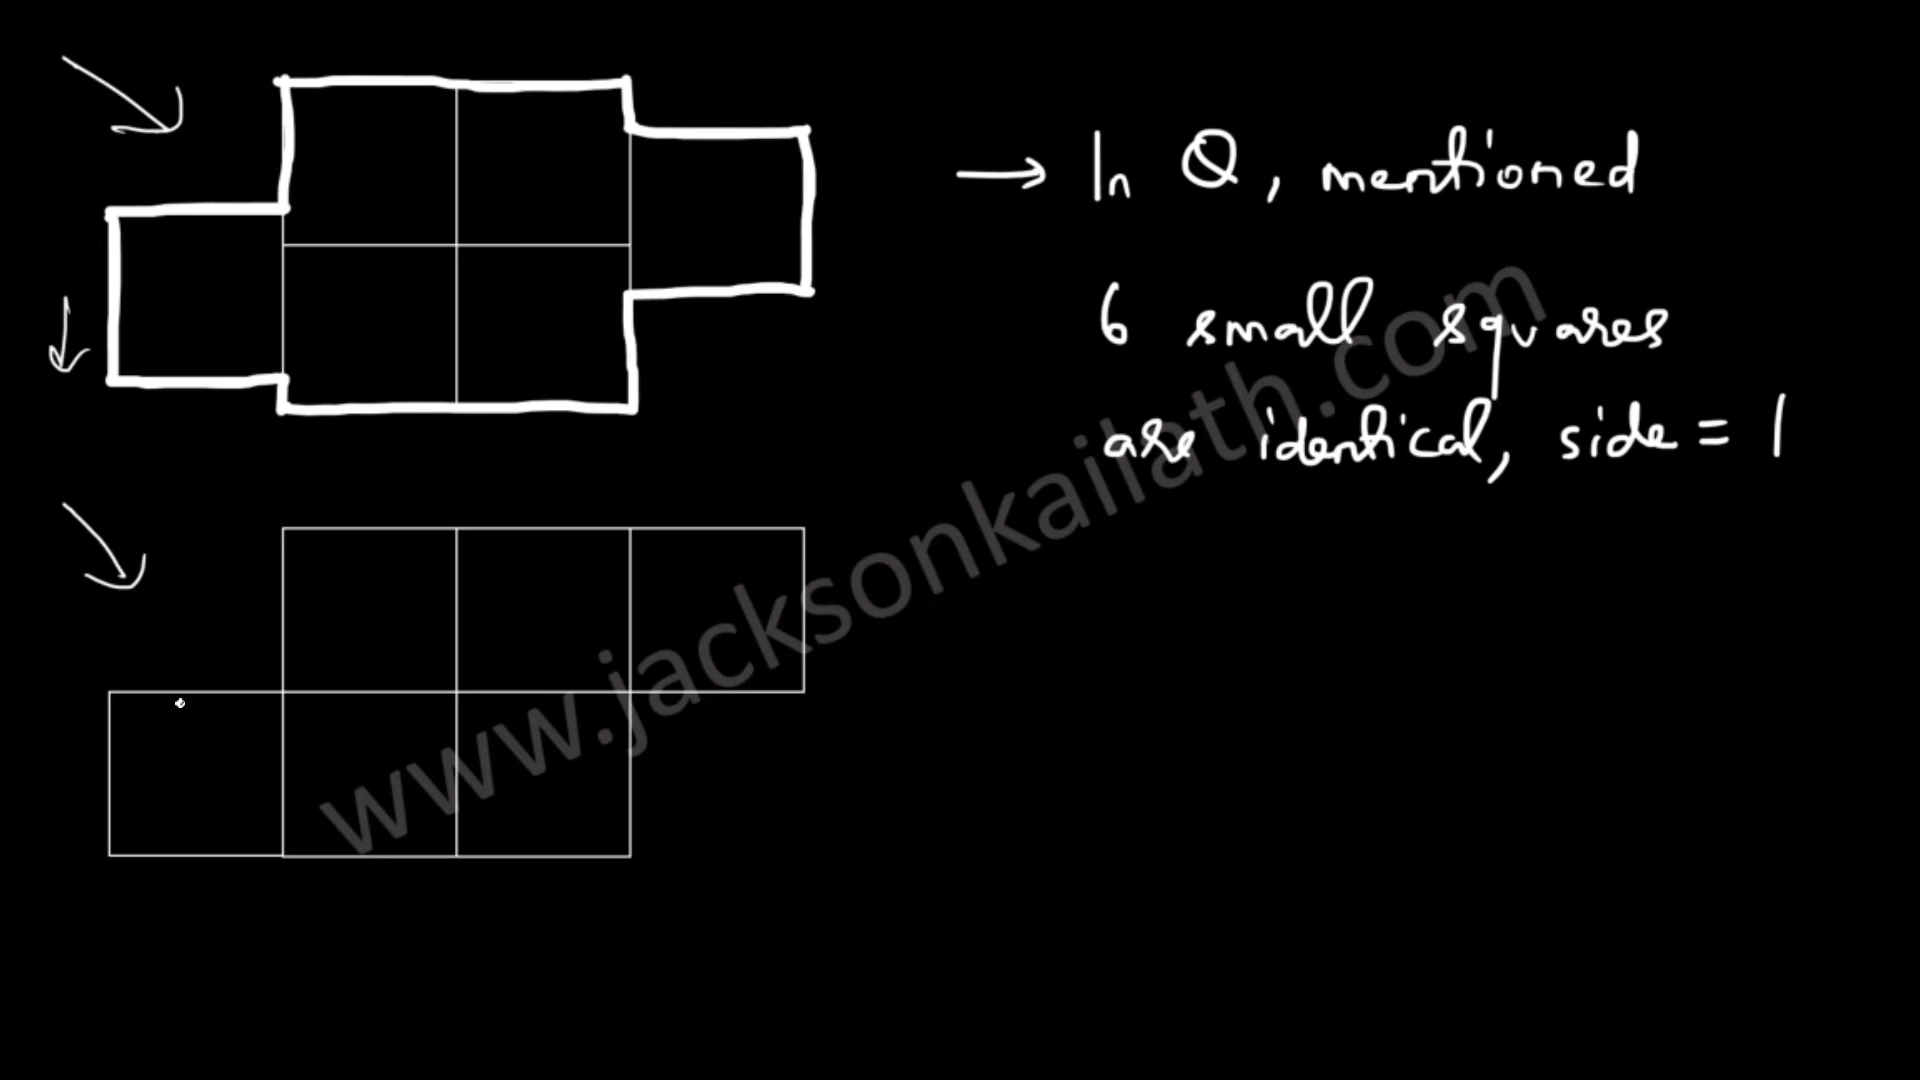 → In Q, mentioned
6 small squares
are identical, side = 1
www.jacksonkailath.com